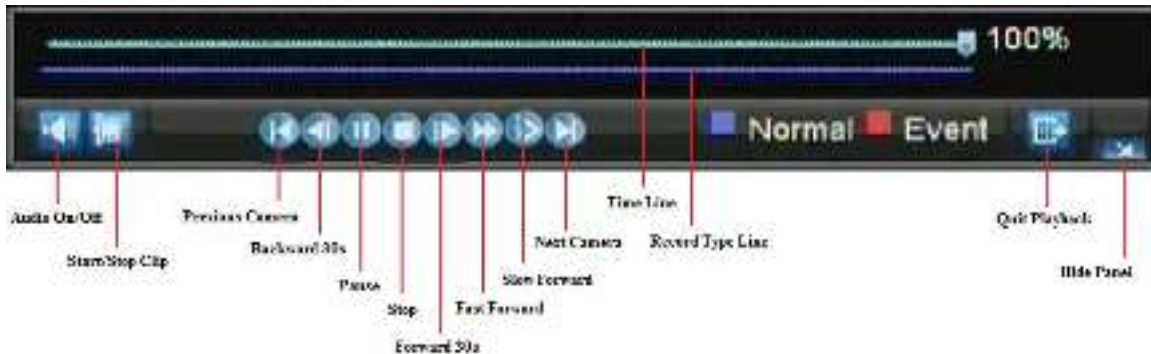 100%
Normal Event
Audio On/Off
Start/Stop Clip
Previous Camera
Backward 30s
Pause
Stop
Forward 30s
Fast Forward
Slow Forward
Next Camera
Time Line
Record Type Line
Quit Playback
Hide Panel